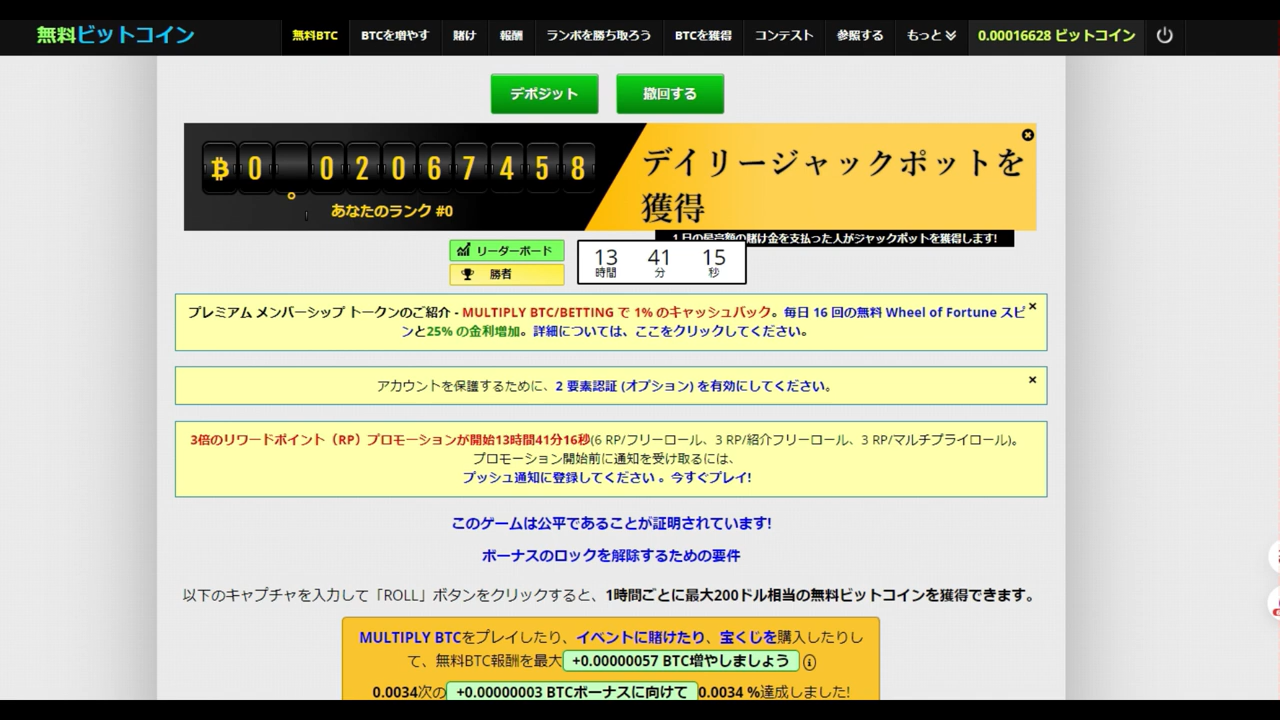 無料ビットコイン 無料BTC BTCを増やす 賭け 報酬 ランボを勝ち取ろう BTCを獲得 コンテスト 参照する もっと 0.00016628 ビットコイン
デポジット 撤回する
0.02067458
あなたのランク #0
デイリージャックポットを
獲得
1 日の最高額の賭け金を支払った人がジャックポットを獲得します!
リーダーボード
勝者
13 41 15
時間 分 秒
プレミアム メンバーシップ トークンのご紹介 - MULTIPLY BTC/BETTING で 1% のキャッシュバック。毎日 16 回の無料 Wheel of Fortune スピ
ンと25% の金利増加。詳細については、ここをクリックしてください。
アカウントを保護するために、2 要素認証 (オプション) を有効にしてください。
3倍のリワードポイント（RP）プロモーションが開始13時間41分16秒(6 RP/フリーロール、3 RP/紹介フリーロール、3 RP/マルチプライロール)。
プロモーション開始前に通知を受け取るには、
プッシュ通知に登録してください 。今すぐプレイ!
このゲームは公平であることが証明されています!
ボーナスのロックを解除するための要件
以下のキャプチャを入力して「ROLL」ボタンをクリックすると、1時間ごとに最大200ドル相当の無料ビットコインを獲得できます。
MULTIPLY BTCをプレイしたり、イベントに賭けたり、宝くじを購入したりし
て、無料BTC報酬を最大 +0.00000057 BTC増やしましょう
0.0034次の +0.00000003 BTCボーナスに向けて 0.0034 %達成しました!